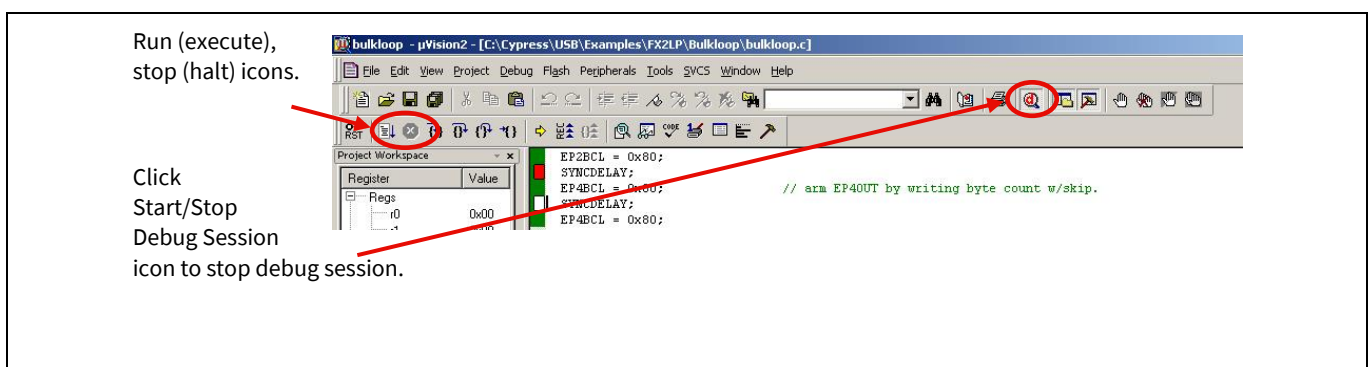 Run (execute),
stop (halt) icons.
bulkloop - µVision2 - [C:\Cypress\USB\Examples\FX2LP\Bulkloop\bulkloop.c]
File Edit View Project Debug Flash Peripherals Tools SVCS Window Help
RST
CODE
Project Workspace
Register Value
Regs
r0 0x00
EP2BCL = 0x80;
SYNCDELAY;
EP4BCL = 0x80; // arm EP4OUT by writing byte count w/skip.
SYNCDELAY;
EP4BCL = 0x80;
Click
Start/Stop
Debug Session
icon to stop debug session.